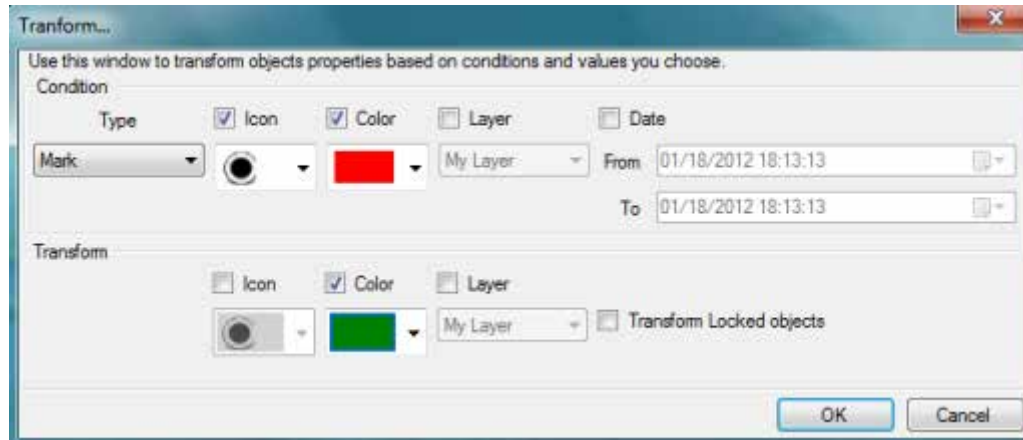 Tranform...
Use this window to transform objects properties based on conditions and values you choose.
Condition
Type Icon Color Layer Date
Mark My Layer From 01/18/2012 18:13:13
To 01/18/2012 18:13:13
Transform
Icon Color Layer
My Layer Transform Locked objects
OK Cancel